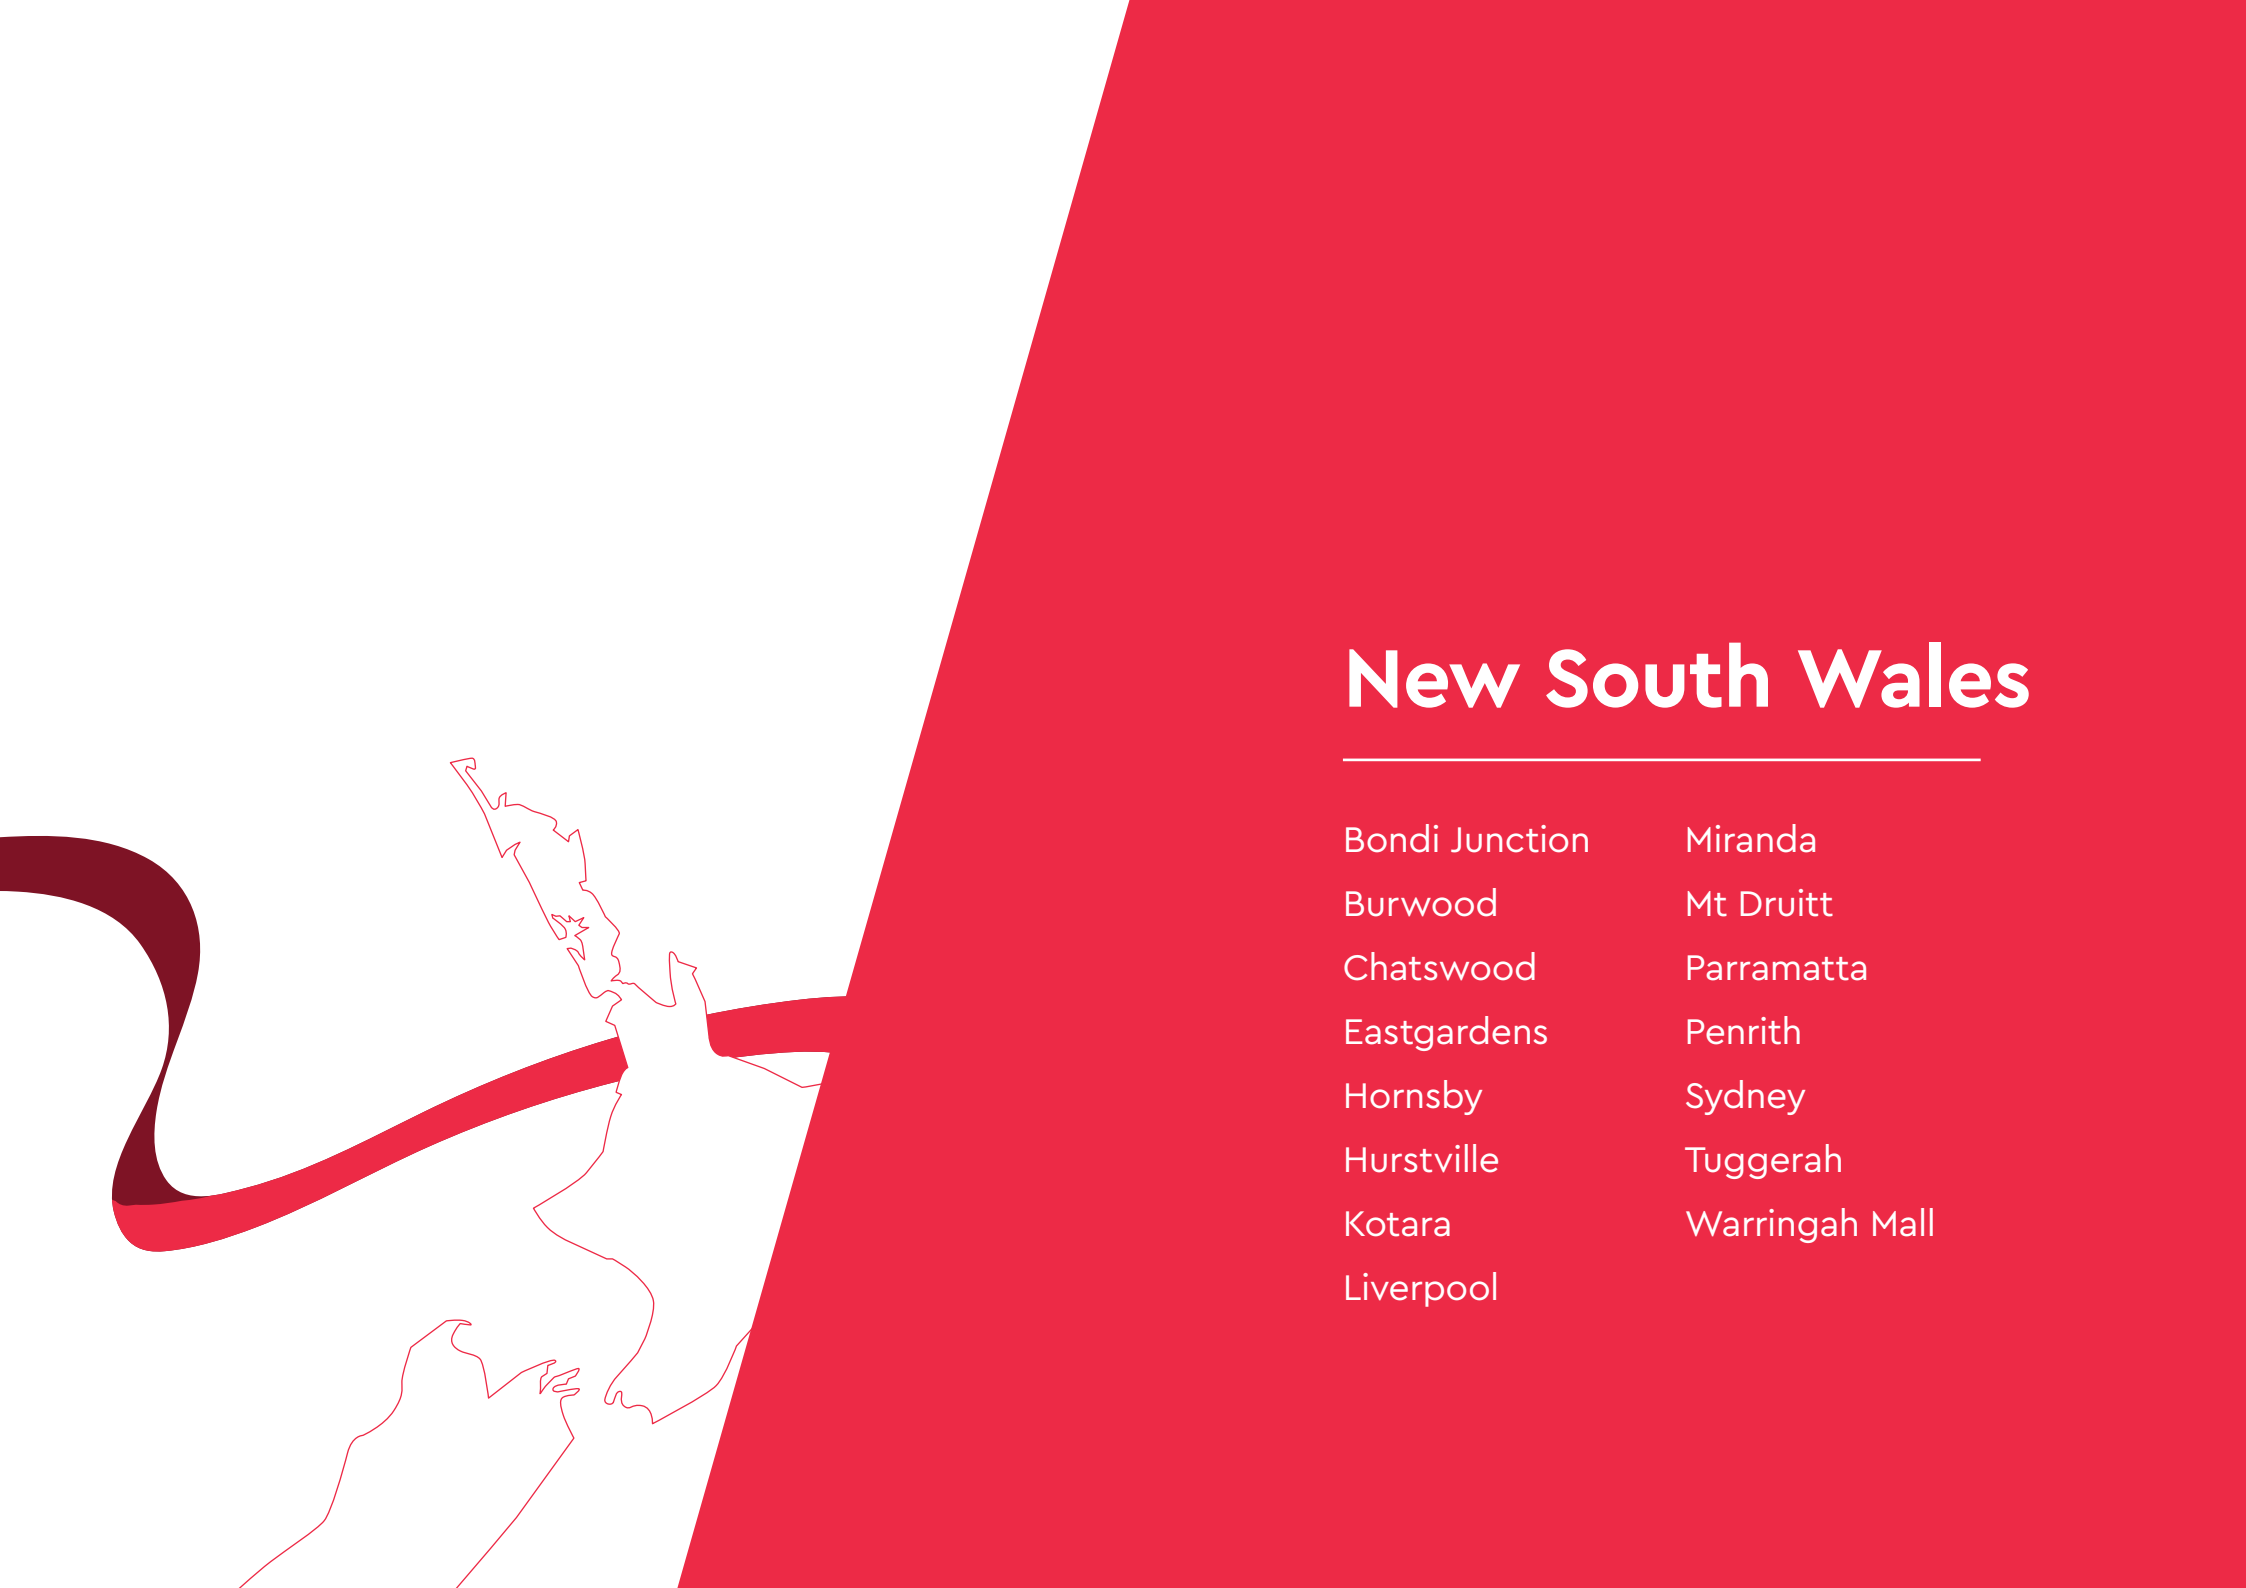 New South Wales
Bondi Junction
Burwood
Chatswood
Eastgardens
Hornsby
Hurstville
Kotara
Liverpool
Miranda
Mt Druitt
Parramatta
Penrith
Sydney
Tuggerah
Warringah Mall